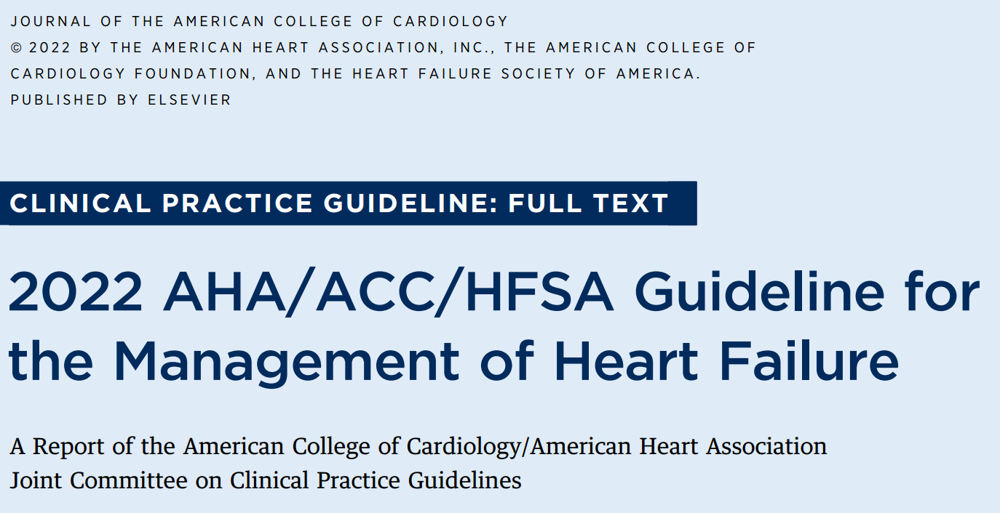 JOURNAL OF THE AMERICAN COLLEGE OF CARDIOLOGY
© 2022 BY THE AMERICAN HEART ASSOCIATION, INC., THE AMERICAN COLLEGE OF
CARDIOLOGY FOUNDATION, AND THE HEART FAILURE SOCIETY OF AMERICA.
PUBLISHED BY ELSEVIER
CLINICAL PRACTICE GUIDELINE: FULL TEXT
2022 AHA/ACC/HFSA Guideline for
the Management of Heart Failure
A Report of the American College of Cardiology/American Heart Association
Joint Committee on Clinical Practice Guidelines